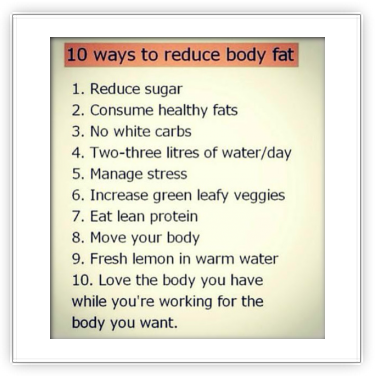 10 ways to reduce body fat
1. Reduce sugar
2. Consume healthy fats
3. No white carbs
4. Two-three litres of water/day
5. Manage stress
6. Increase green leafy veggies
7. Eat lean protein
8. Move your body
9. Fresh lemon in warm water
10. Love the body you have
while you're working for the
body you want.